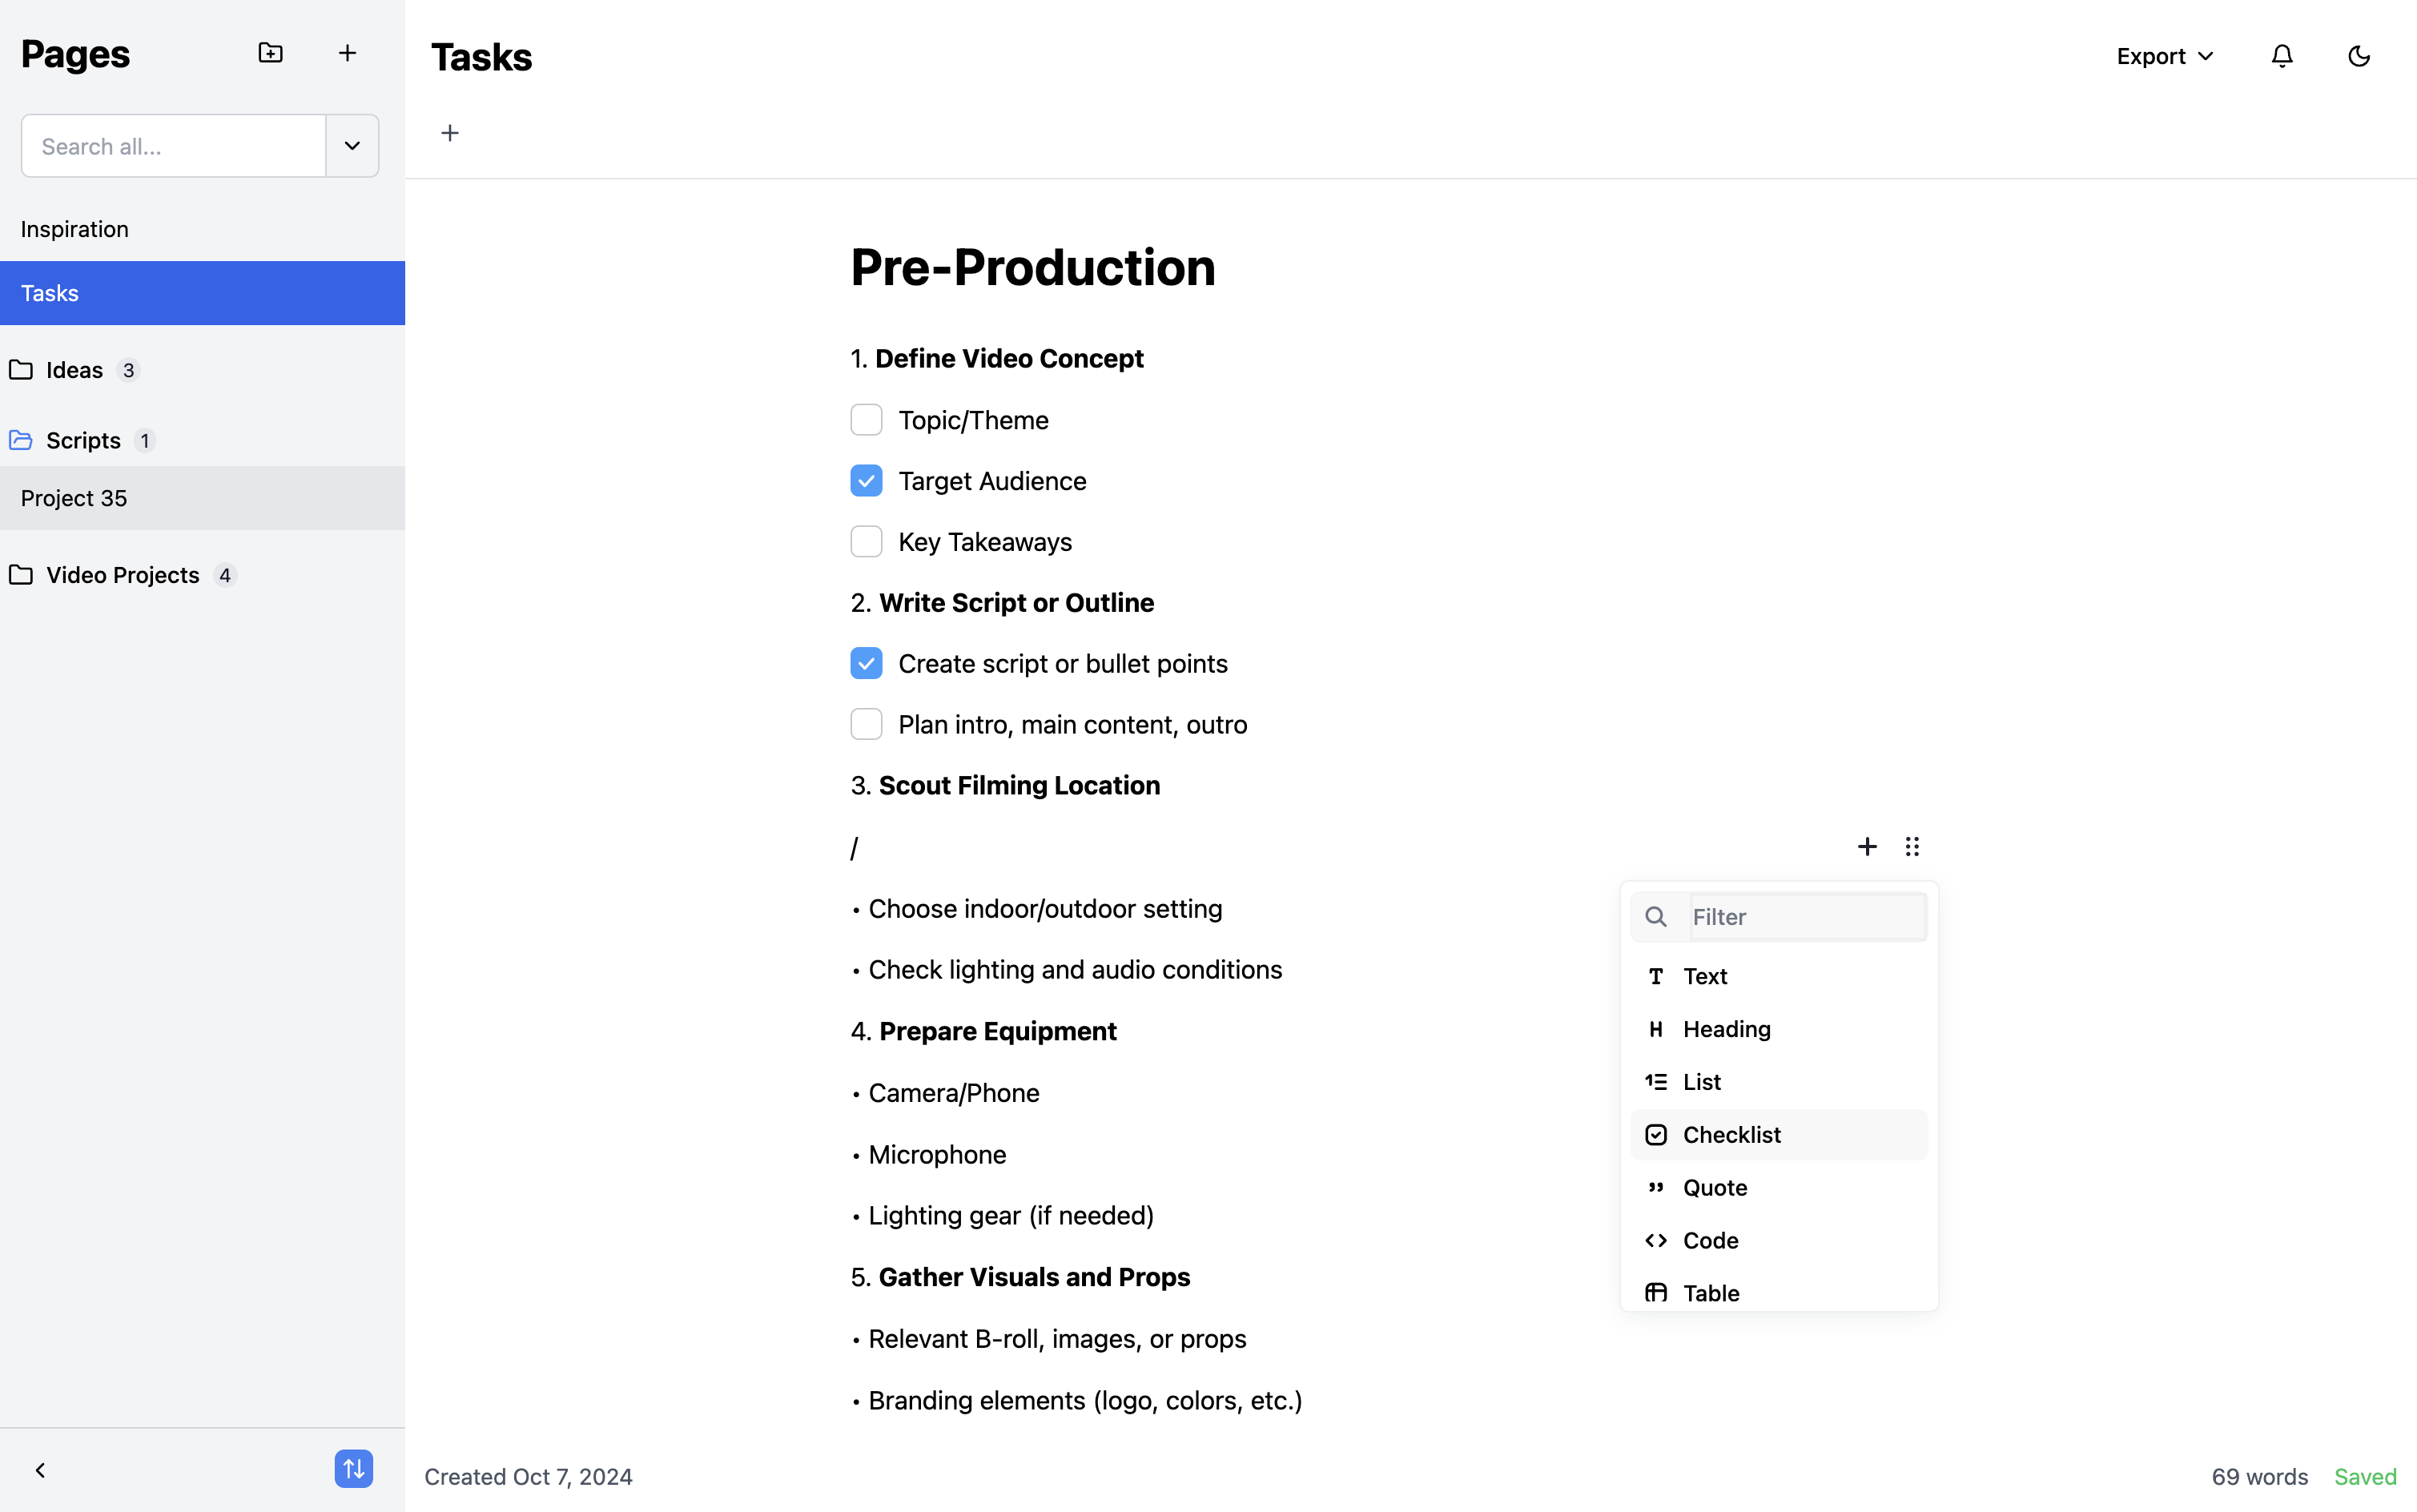 Pages
Search all...
Inspiration
Tasks
Ideas 3
Scripts 1
Project 35
Video Projects 4
Tasks
Export
Pre-Production
1. Define Video Concept
Topic/Theme
Target Audience
Key Takeaways
2. Write Script or Outline
Create script or bullet points
Plan intro, main content, outro
3. Scout Filming Location
/
• Choose indoor/outdoor setting
• Check lighting and audio conditions
4. Prepare Equipment
• Camera/Phone
• Microphone
• Lighting gear (if needed)
5. Gather Visuals and Props
• Relevant B-roll, images, or props
• Branding elements (logo, colors, etc.)
Filter
Text
Heading
List
Checklist
Quote
Code
Table
Created Oct 7, 2024
69 words Saved